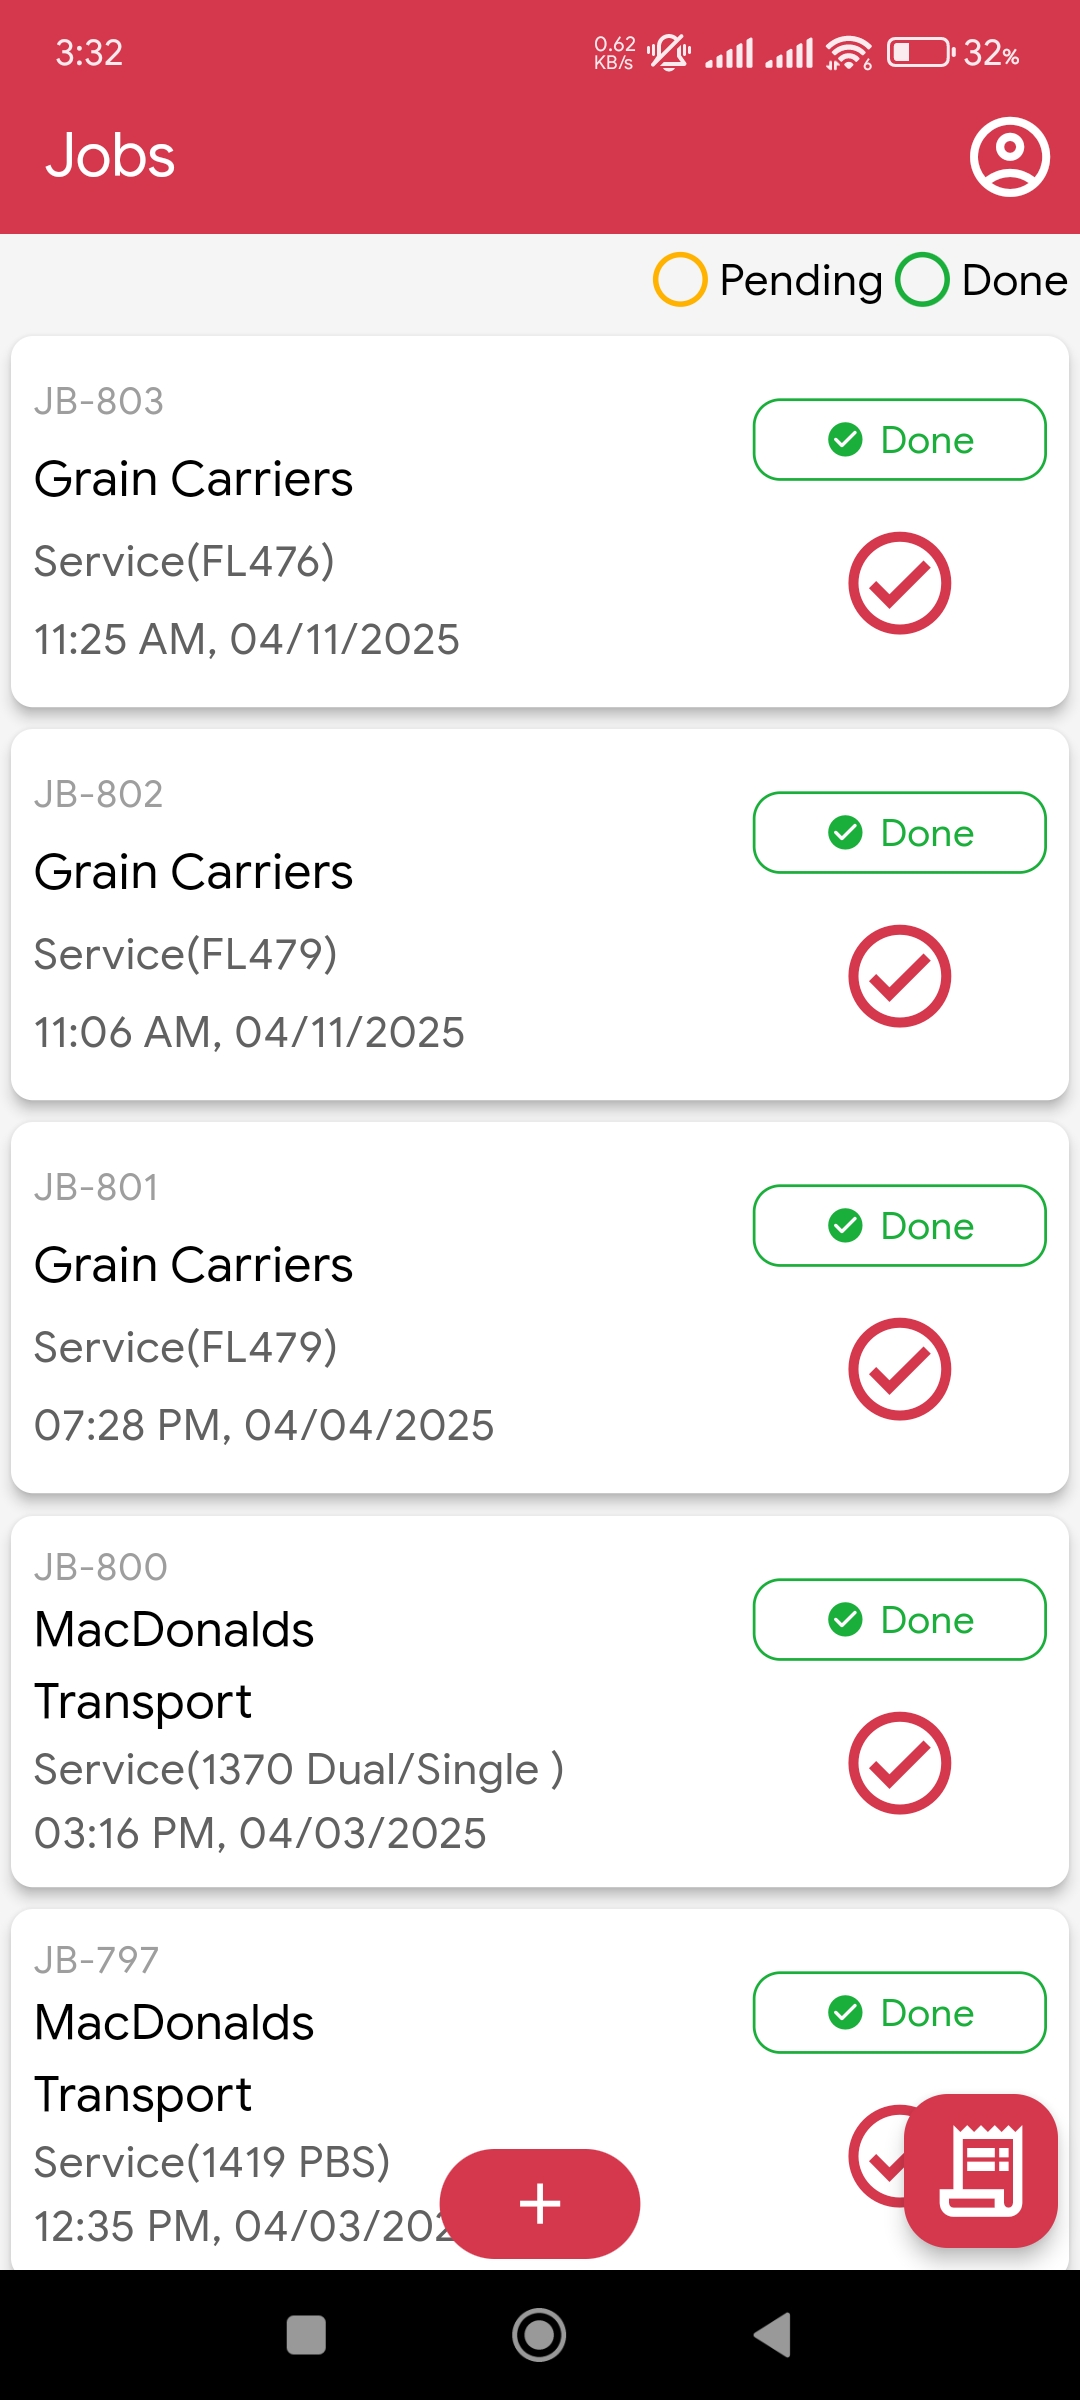 3:32
0.62
KB/s
6
32%
Jobs
Pending Done
JB-803
Done
Grain Carriers
Service(FL476)
11:25 AM, 04/11/2025
JB-802
Done
Grain Carriers
Service(FL479)
11:06 AM, 04/11/2025
JB-801
Done
Grain Carriers
Service(FL479)
07:28 PM, 04/04/2025
JB-800
Done
MacDonalds
Transport
Service(1370 Dual/Single )
03:16 PM, 04/03/2025
JB-797
Done
MacDonalds
Transport
Service(1419 PBS)
12:35 PM, 04/03/202